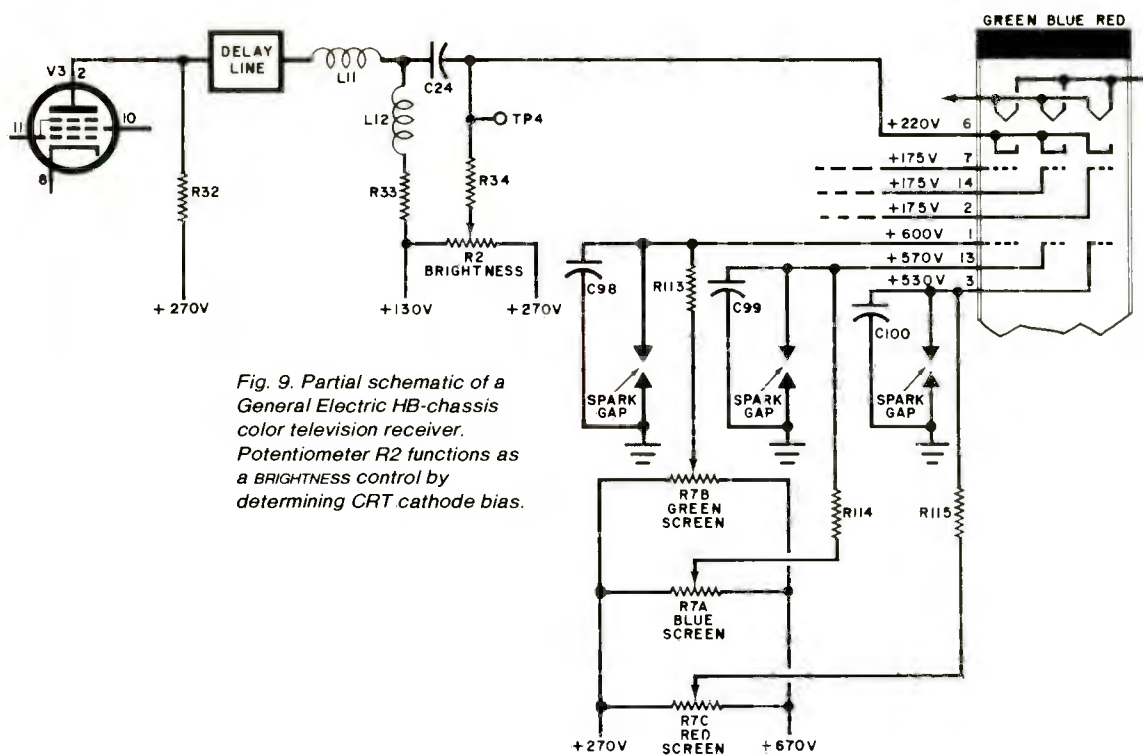 GREEN BLUE RED
DELAY
LINE
V3
2
L11
C24
11
10
8
L12
TP4
R32
R33
R34
R2
BRIGHTNESS
+270V
+130V
+270V
+220V 6
+175V 7
+175V 14
+175V 2
+600V 1
+570V 13
+530V 3
C98
R113
C99
C100
SPARK
GAP
SPARK
GAP
SPARK
GAP
Fig. 9. Partial schematic of a
General Electric HB-chassis
color television receiver.
Potentiometer R2 functions as
a BRIGHTNESS control by
determining CRT cathode bias.
R7B
GREEN
SCREEN
R114
R115
R7A
BLUE
SCREEN
R7C
RED
SCREEN
+270V
+670V